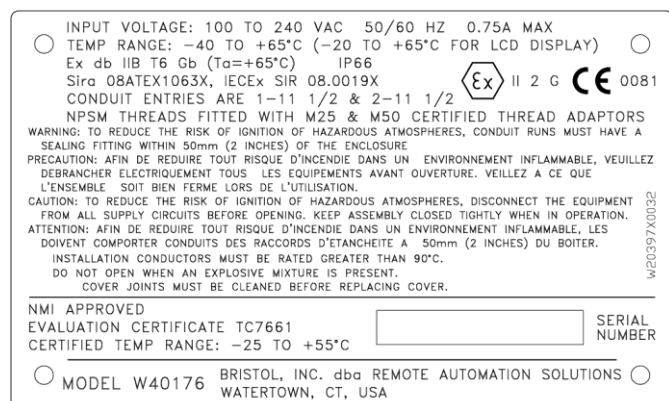 INPUT VOLTAGE: 100 TO 240 VAC 50/60 HZ 0.75A MAX
TEMP RANGE: -40 TO +65°C (-20 TO +65°C FOR LCD DISPLAY)
Ex db IIB T6 Gb (Ta=+65°C) IP66
Sira 08ATEX1063X, IECEx SIR 08.0019X
Ex II 2 G CE 0081
CONDUIT ENTRIES ARE 1-11 1/2 & 2-11 1/2
NPSM THREADS FITTED WITH M25 & M50 CERTIFIED THREAD ADAPTORS
WARNING: TO REDUCE THE RISK OF IGNITION OF HAZARDOUS ATMOSPHERES, CONDUIT RUNS MUST HAVE A
SEALING FITTING WITHIN 50mm (2 INCHES) OF THE ENCLOSURE
PRECAUTION: AFIN DE REDUIRE TOUT RISQUE D'INCENDIE DANS UN ENVIRONNEMENT INFLAMMABLE, VEUILLEZ
DEBRANCHER ELECTRIQUEMENT TOUS LES EQUIPEMENTS AVANT OUVERTURE. VEILLEZ A CE QUE
L'ENSEMBLE SOIT BIEN FERME LORS DE L'UTILISATION.
CAUTION: TO REDUCE THE RISK OF IGNITION OF HAZARDOUS ATMOSPHERES, DISCONNECT THE EQUIPMENT
FROM ALL SUPPLY CIRCUITS BEFORE OPENING. KEEP ASSEMBLY CLOSED TIGHTLY WHEN IN OPERATION.
ATTENTION: AFIN DE REDUIRE TOUT RISQUE D'INCENDIE DANS UN ENVIRONNEMENT INFLAMMABLE, LES
DOIVENT COMPORTER CONDUITS DES RACCORDS D'ETANCHEITE A 50mm (2 INCHES) DU BOITER.
INSTALLATION CONDUCTORS MUST BE RATED GREATER THAN 90°C.
DO NOT OPEN WHEN AN EXPLOSIVE MIXTURE IS PRESENT.
COVER JOINTS MUST BE CLEANED BEFORE REPLACING COVER.
W20397X0032
NMI APPROVED
EVALUATION CERTIFICATE TC7661
CERTIFIED TEMP RANGE: -25 TO +55°C
SERIAL
NUMBER
MODEL W40176
BRISTOL, INC. dba REMOTE AUTOMATION SOLUTIONS
WATERTOWN, CT, USA